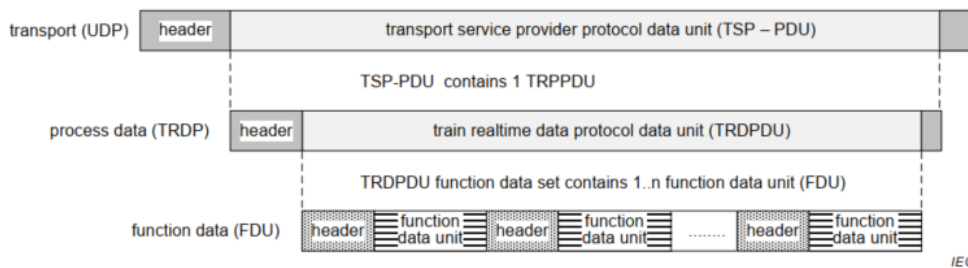 transport (UDP) header transport service provider protocol data unit (TSP – PDU)
TSP-PDU contains 1 TRPPDU
process data (TRDP) header train realtime data protocol data unit (TRDPDU)
TRDPDU function data set contains 1..n function data unit (FDU)
function data (FDU) header function data unit header function data unit ........ header function data unit
IEC